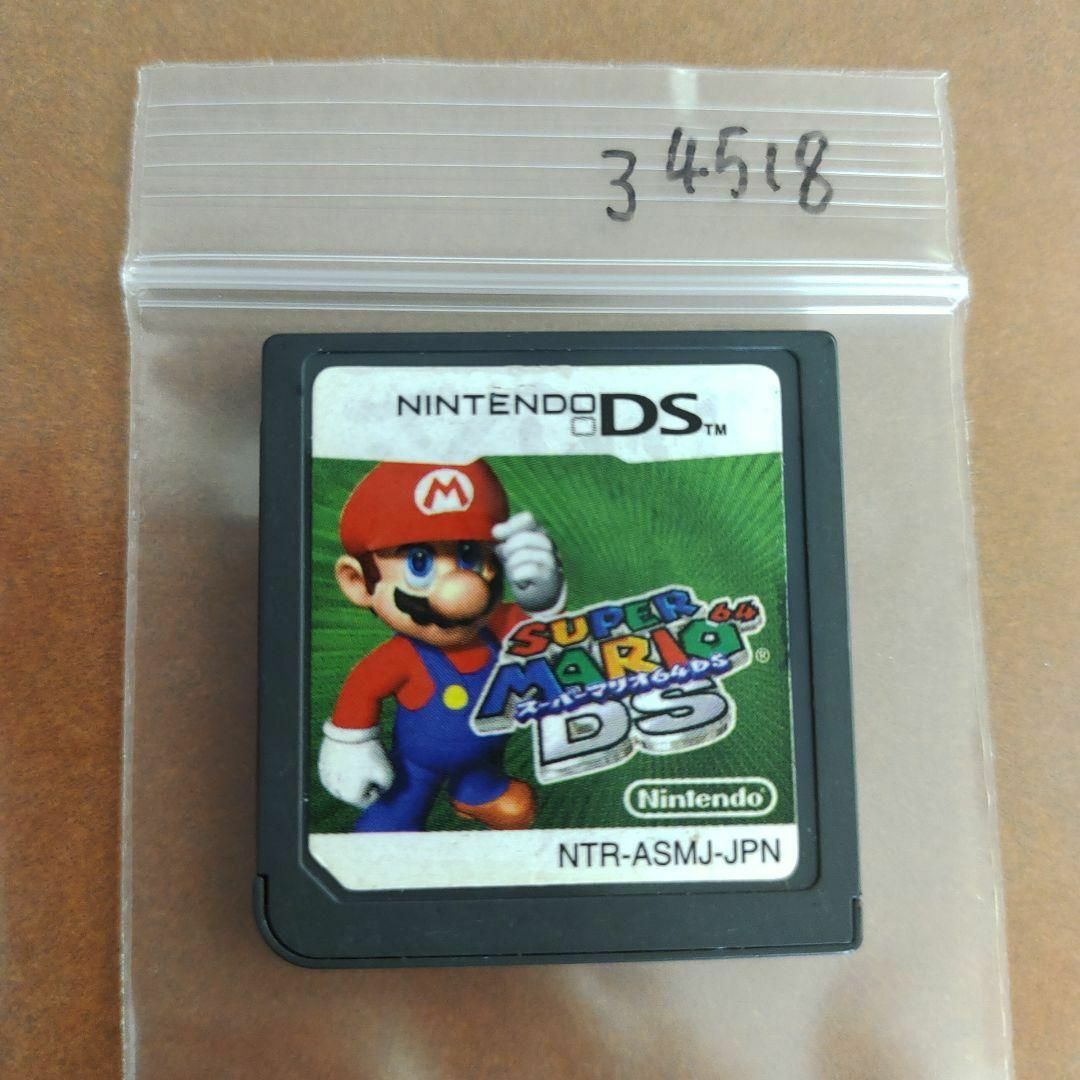 34518
NINTENDO DS™
M
SUPER
MARIO 64®
スーパーマリオ64DS
DS
Nintendo
NTR-ASMJ-JPN